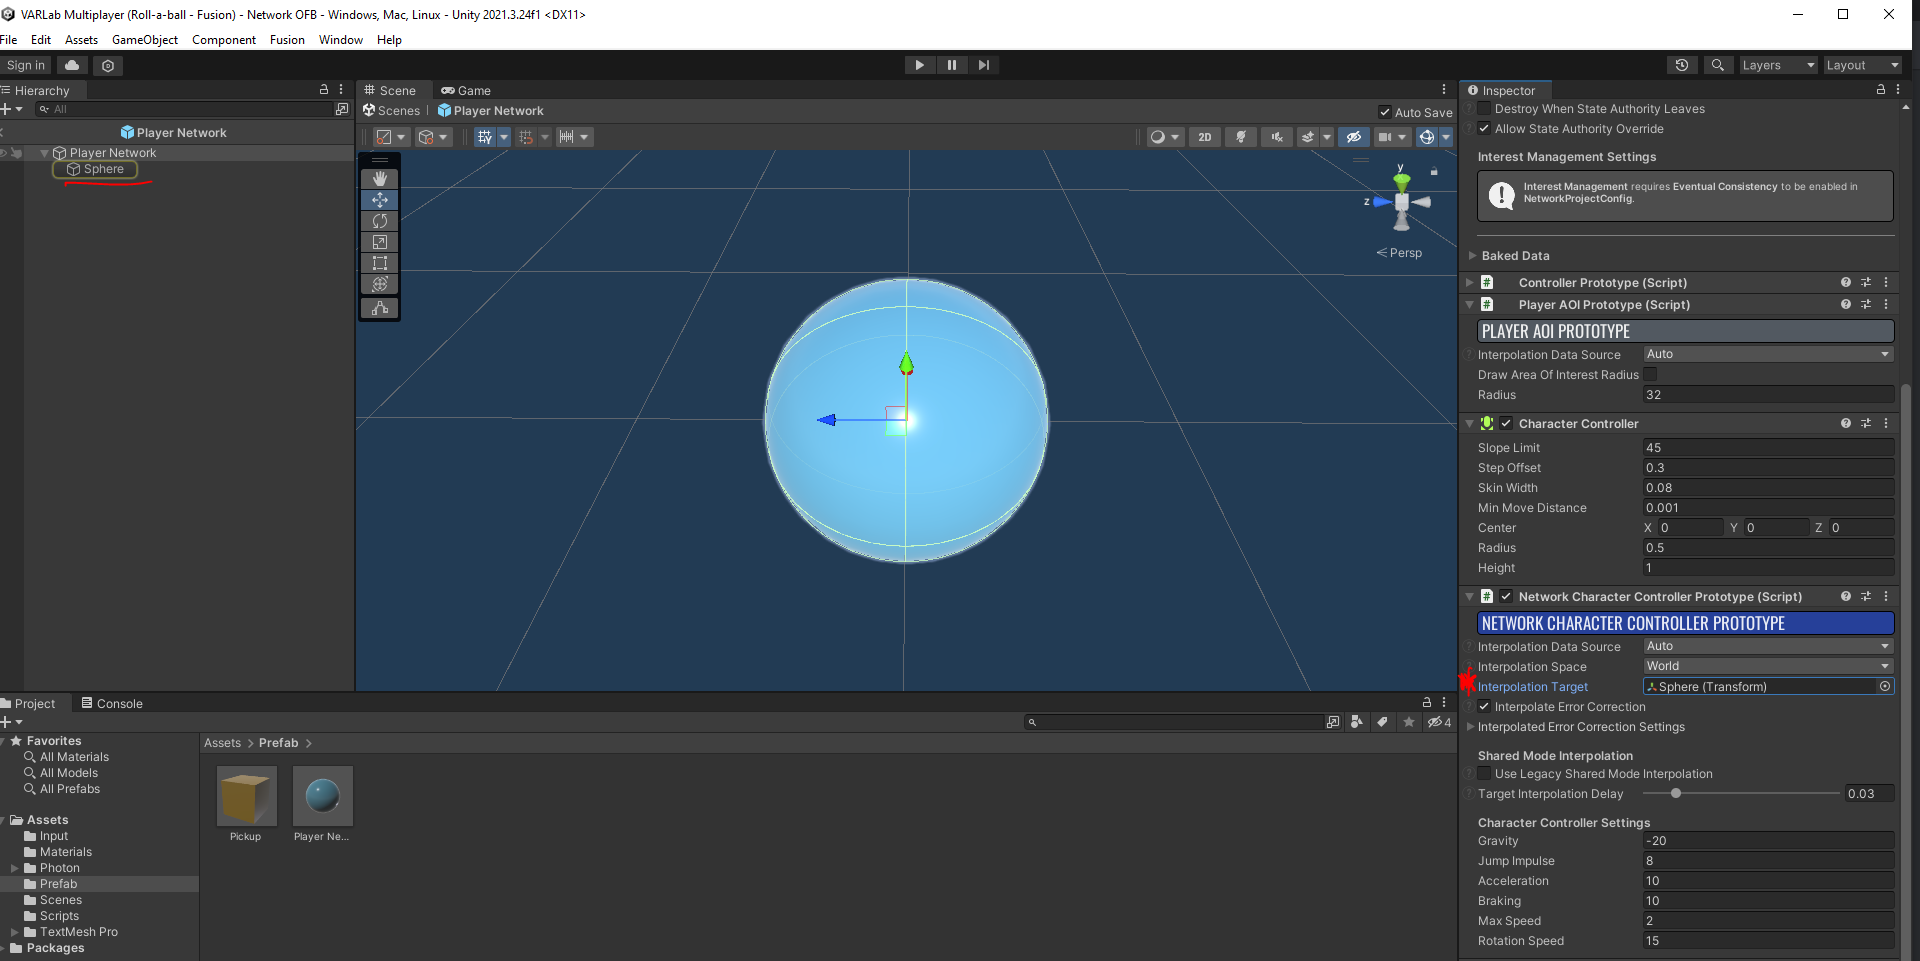 VARLab Multiplayer (Roll-a-ball - Fusion) - Network OFB - Windows, Mac, Linux - Unity 2021.3.24f1 <DX11>
File Edit Assets GameObject Component Fusion Window Help
Sign in
Layers
Layout
Hierarchy
All
Player Network
Player Network
Sphere
Scene
Game
Scenes
Player Network
Auto Save
2D
y
z
Persp
Project
Console
4
Favorites
All Materials
All Models
All Prefabs
Assets
Input
Materials
Photon
Prefab
Scenes
Scripts
TextMesh Pro
Packages
Assets > Prefab >
Pickup
Player Ne...
Inspector
Destroy When State Authority Leaves
Allow State Authority Override
Interest Management Settings
Interest Management requires Eventual Consistency to be enabled in
NetworkProjectConfig.
Baked Data
Controller Prototype (Script)
Player AOI Prototype (Script)
PLAYER AOI PROTOTYPE
Interpolation Data Source Auto
Draw Area Of Interest Radius
Radius 32
Character Controller
Slope Limit 45
Step Offset 0.3
Skin Width 0.08
Min Move Distance 0.001
Center X 0 Y 0 Z 0
Radius 0.5
Height 1
Network Character Controller Prototype (Script)
NETWORK CHARACTER CONTROLLER PROTOTYPE
Interpolation Data Source Auto
Interpolation Space World
Interpolation Target Sphere (Transform)
Interpolate Error Correction
Interpolated Error Correction Settings
Shared Mode Interpolation
Use Legacy Shared Mode Interpolation
Target Interpolation Delay 0.03
Character Controller Settings
Gravity -20
Jump Impulse 8
Acceleration 10
Braking 10
Max Speed 2
Rotation Speed 15